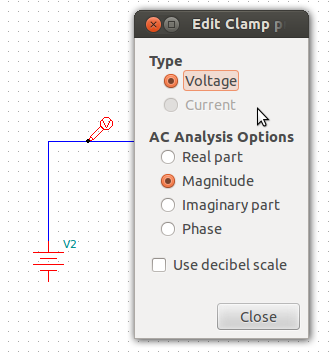 Edit Clamp p
Type
Voltage
Current
AC Analysis Options
Real part
Magnitude
Imaginary part
Phase
Use decibel scale
Close
V
V2